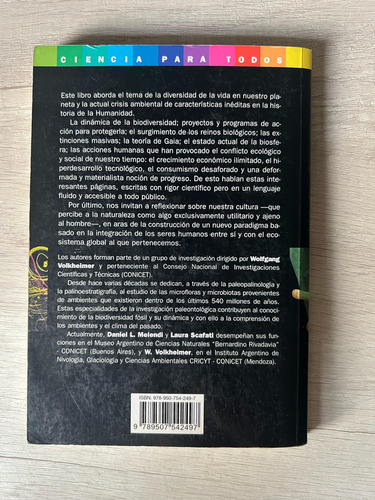 CIENCIA PARA TODOS
Este libro aborda el tema de la diversidad de la vida en nuestro pla-
neta y la actual crisis ambiental de características inéditas en la his-
toria de la Humanidad.
La dinámica de la biodiversidad; proyectos y programas de ac-
ción para protegerla; el surgimiento de los reinos biológicos; las ex-
tinciones masivas; la teoría de Gaia; el estado actual de la biosfe-
ra; las acciones humanas que han provocado el conflicto ecológico
y social de nuestro tiempo: el crecimiento económico ilimitado, el hi-
perdesarrollo tecnológico, el consumismo desaforado y una de-
formada y materialista noción de progreso. De esto hablan estas inte-
resantes páginas, escritas con rigor científico pero en un lenguaje
fluido y accesible a todo público.
Por último, nos invitan a reflexionar sobre nuestra cultura —que
percibe a la naturaleza como algo exclusivamente utilitario y ajeno
al hombre—, en aras de la construcción de un nuevo paradigma ba-
sado en la integración de los seres humanos entre sí y con el eco-
sistema global al que pertenecemos.
Los autores forman parte de un grupo de investigación dirigido por Wolfgang
Volkheimer y perteneciente al Consejo Nacional de Investigaciones
Científicas y Técnicas (CONICET).
Desde hace varias décadas se dedican, a través de la paleopalinología y
la palinoestratigrafía, al estudio de las microfloras y microbiotas provenientes
de ambientes que existieron dentro de los últimos 540 millones de años.
Estas especialidades de la investigación paleontológica contribuyen al conoci-
miento de la biodiversidad fósil y su dinámica y con ello a la comprensión de
los ambientes y el clima del pasado.
Actualmente, Daniel L. Melendi y Laura Scafati desempeñan sus fun-
ciones en el Museo Argentino de Ciencias Naturales "Bernardino Rivadavia"
- CONICET (Buenos Aires), y W. Volkheimer, en el Instituto Argentino de
Nivología, Glaciología y Ciencias Ambientales CRICYT - CONICET (Mendoza).
ISBN: 978-950-754-249-7
9 789507 542497